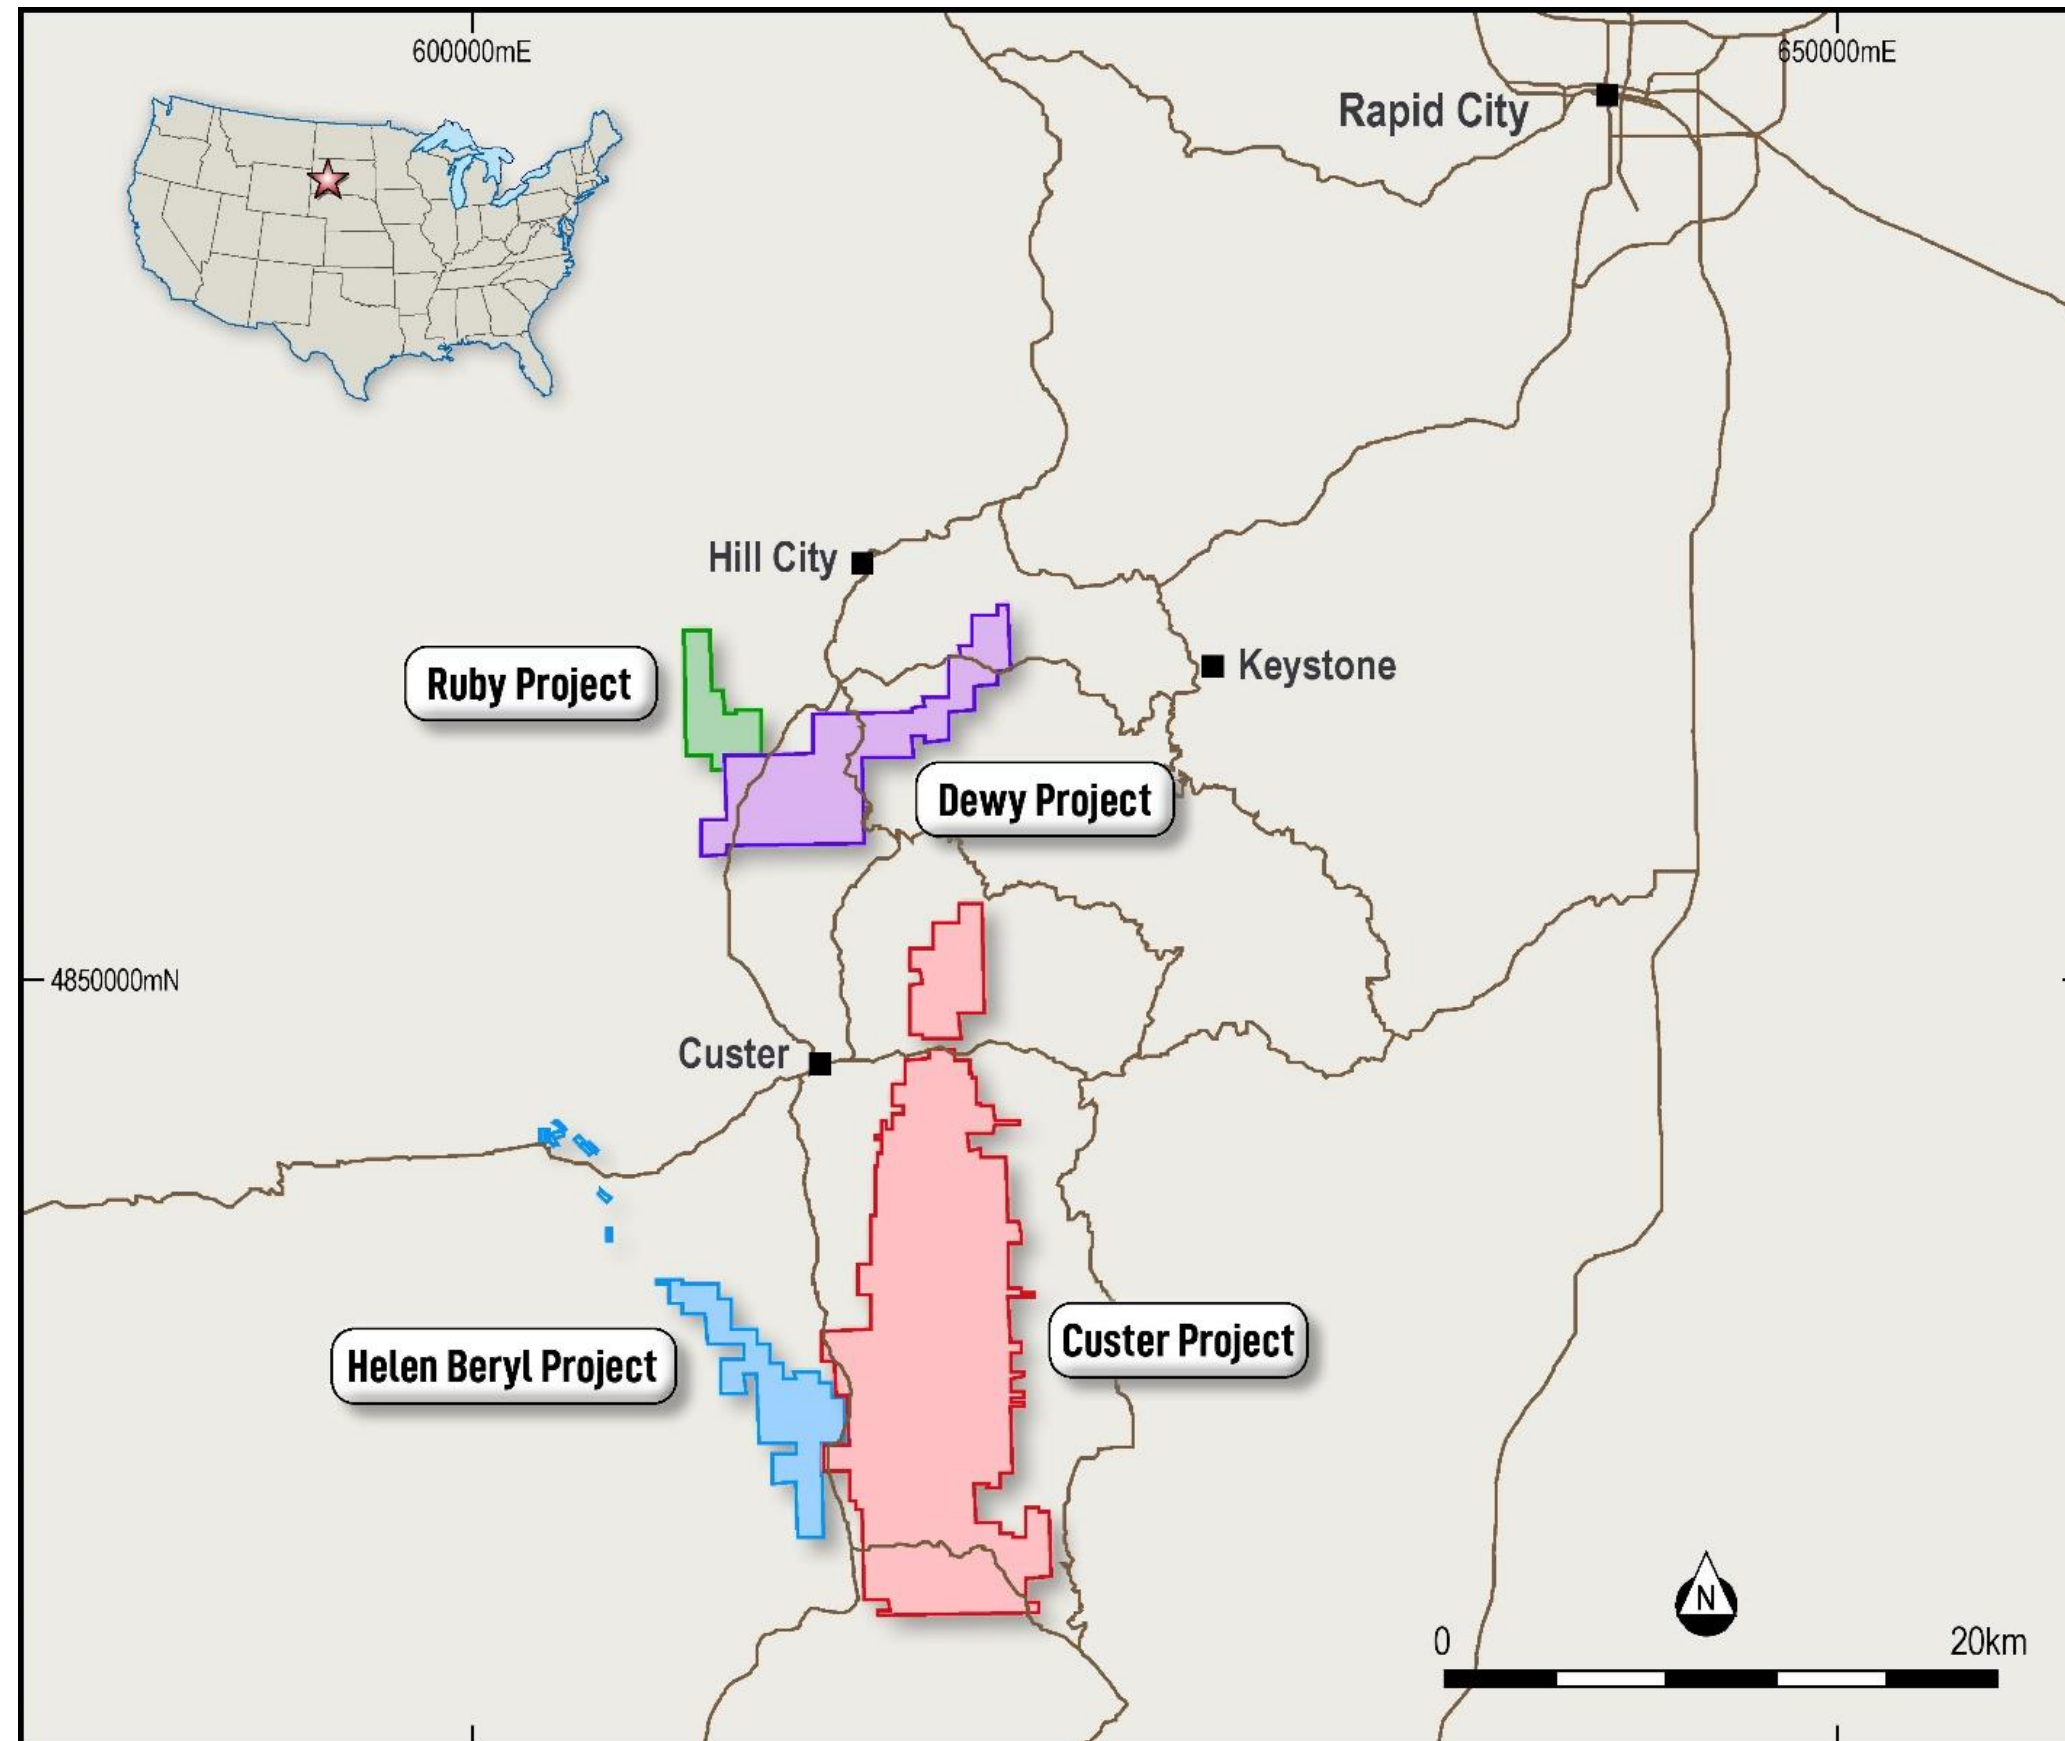 600000mE
650000mE
Rapid City
Hill City
Keystone
Ruby Project
Dewy Project
4850000mN
Custer
Custer Project
Helen Beryl Project
N
0
20km